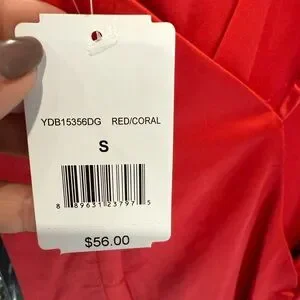 YDB15356DG RED/CORAL
S
8 89631 23797 5
$56.00